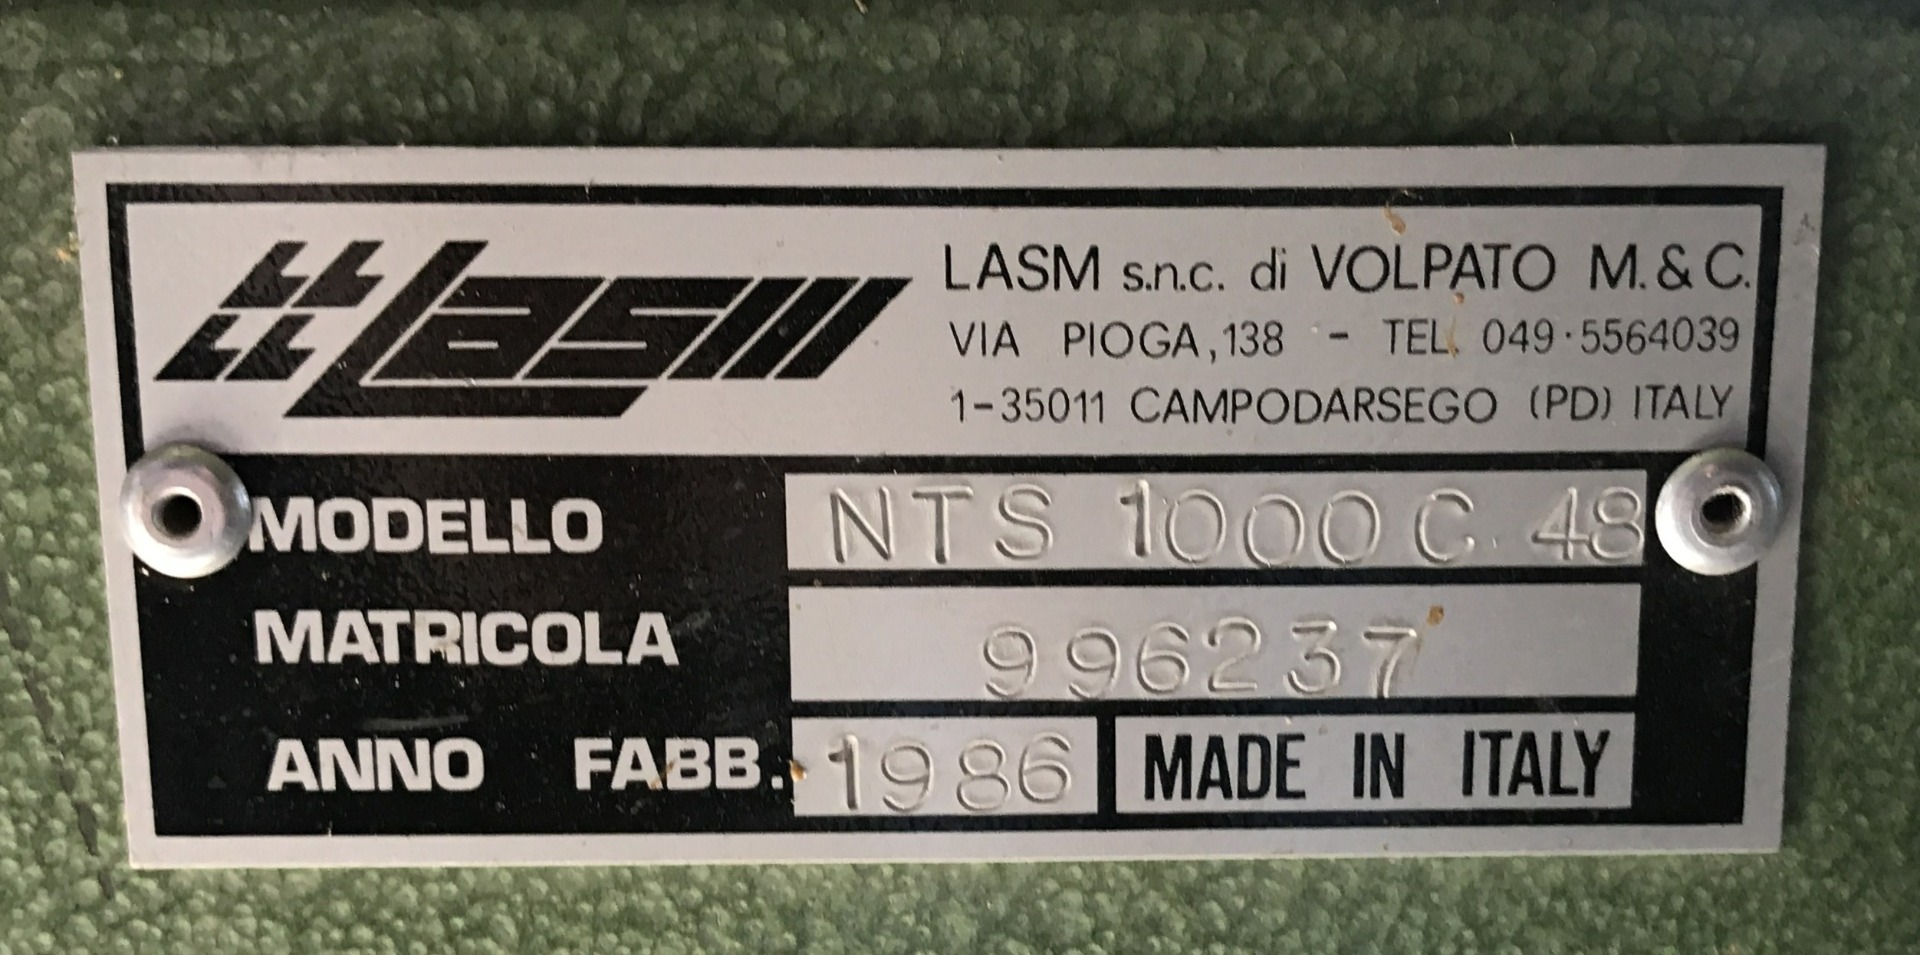 Lasm
LASM s.n.c. di VOLPATO M. & C.
VIA PIOGA, 138 - TEL. 049·5564039
1-35011 CAMPODARSEGO (PD) ITALY
MODELLO NTS 1000 C. 48
MATRICOLA 996237
ANNO FABB. 1986 MADE IN ITALY